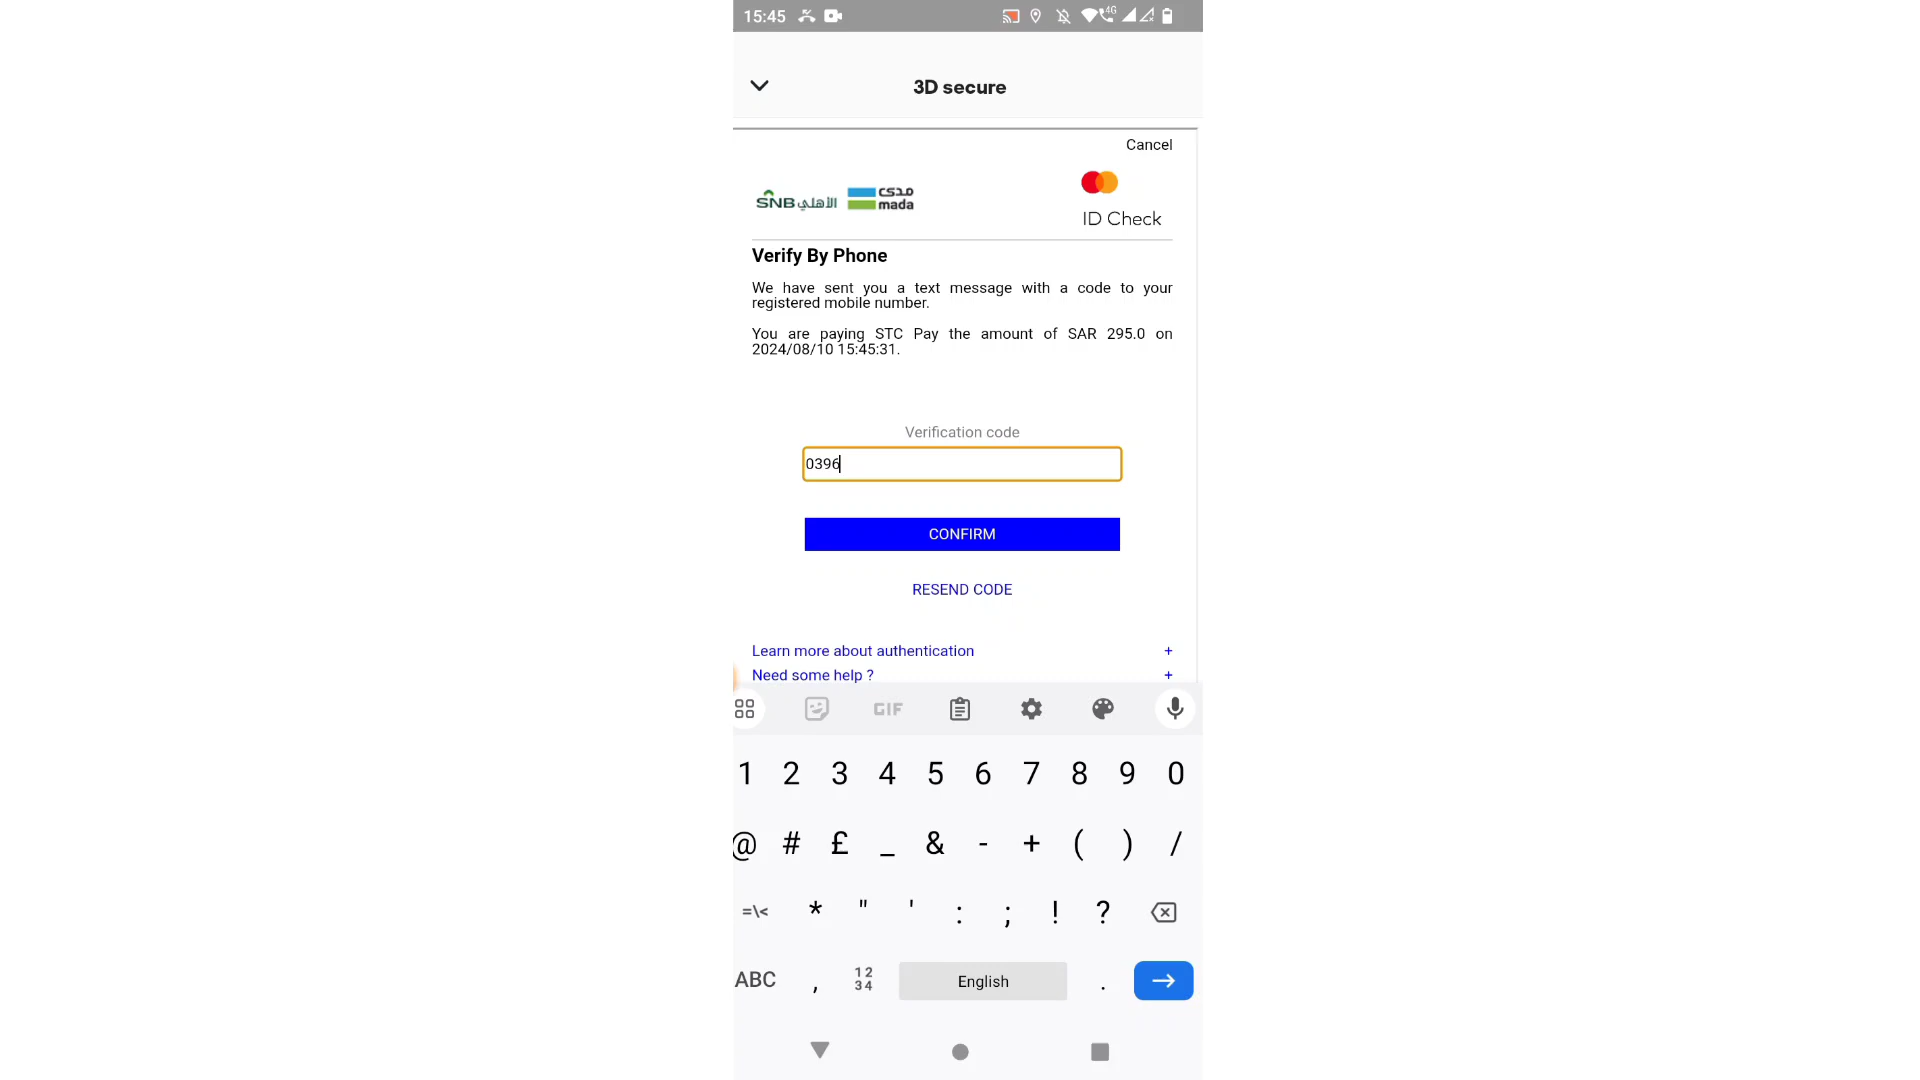 15:45
4G
3D secure
Cancel
SNB الأهلي
مدى
mada
ID Check
Verify By Phone
We have sent you a text message with a code to your
registered mobile number.
You are paying STC Pay the amount of SAR 295.0 on
2024/08/10 15:45:31.
Verification code
0396
CONFIRM
RESEND CODE
Learn more about authentication +
Need some help ? +
GIF
1 2 3 4 5 6 7 8 9 0
@ # £ _ & - + ( ) /
=\< * " ' : ; ! ?
ABC , 12 34 English .